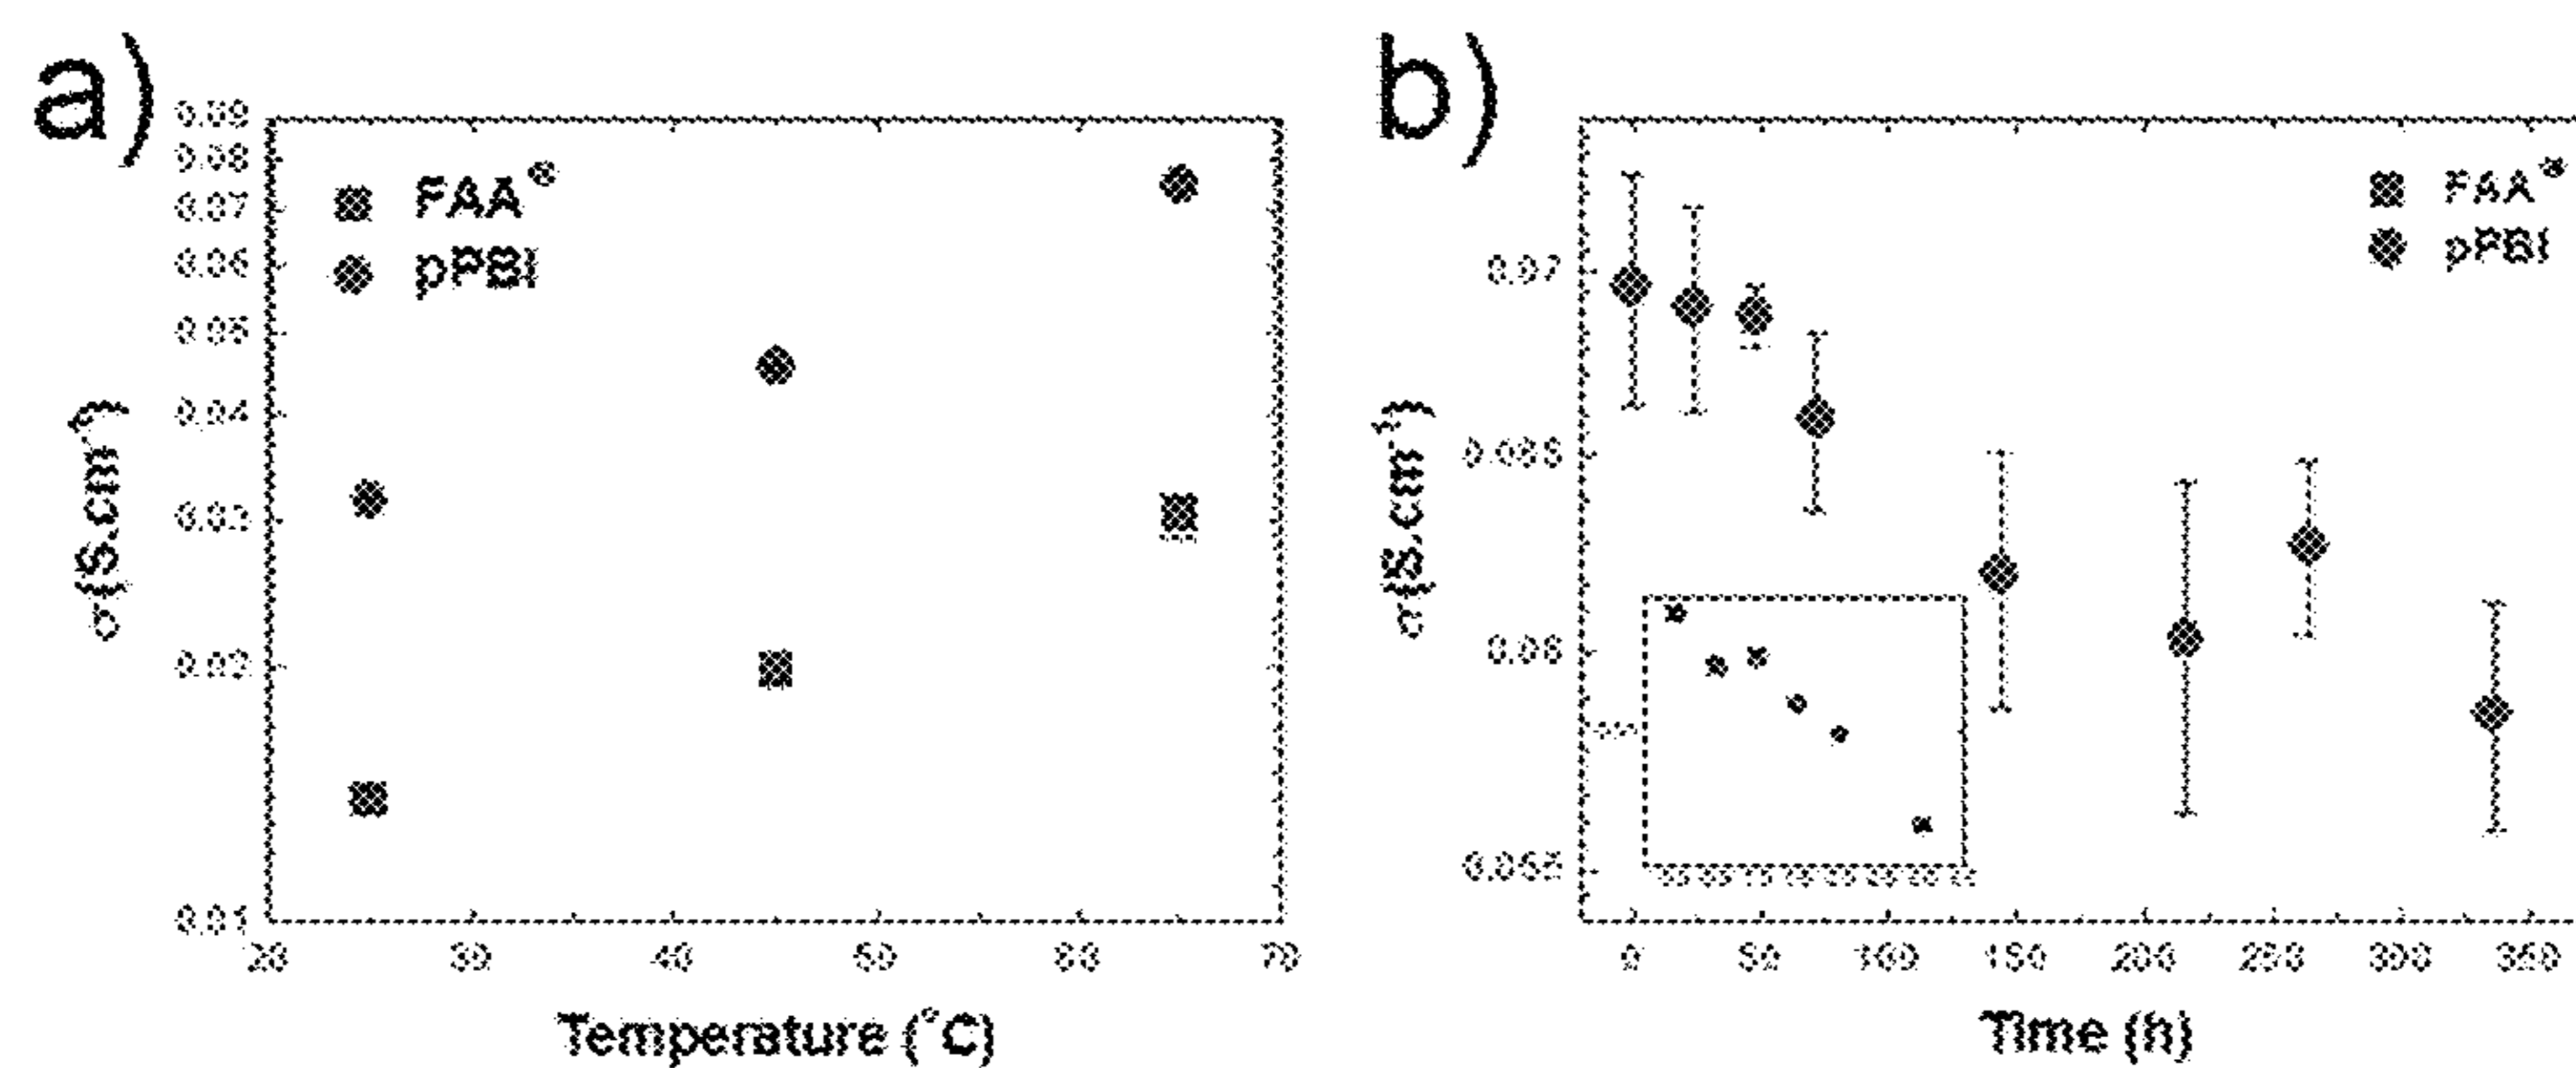 a)
0.09
0.08
0.07
0.06
0.05
0.04
0.03
0.02
0.01
FAA®
pPBI
σ (S.cm⁻¹)
20 30 40 50 60 70
Temperature (°C)
b)
0.07
0.065
0.06
0.055
FAA®
pPBI
σ (S.cm⁻¹)
0 50 100 150 200 250 300 350
Time (h)